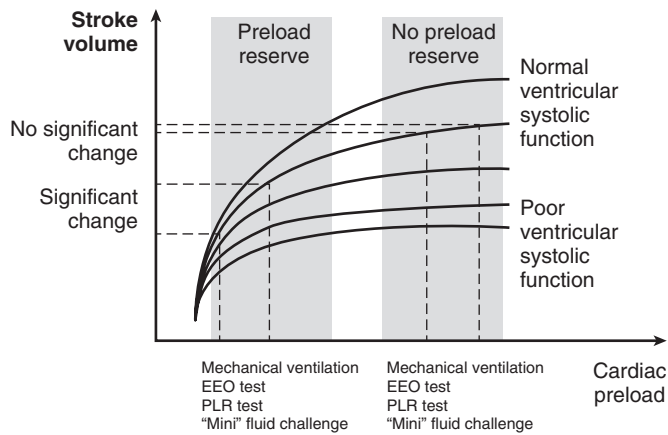 Stroke
volume
Preload
reserve
No preload
reserve
Normal
ventricular
systolic
function
No significant
change
Significant
change
Poor
ventricular
systolic
function
Mechanical ventilation
EEO test
PLR test
“Mini” fluid challenge
Mechanical ventilation
EEO test
PLR test
“Mini” fluid challenge
Cardiac
preload